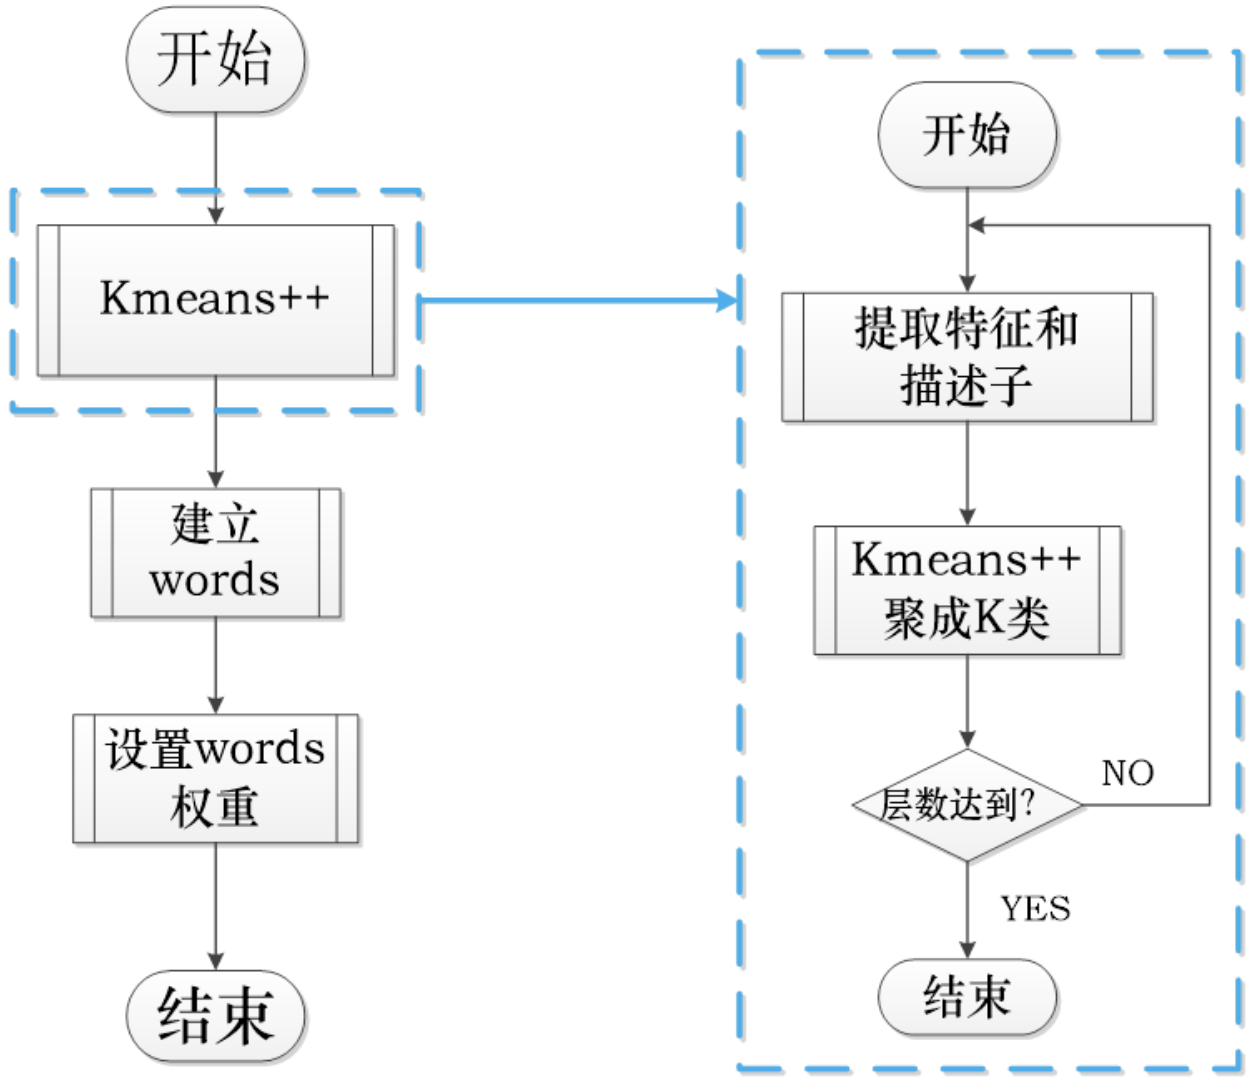 开始
Kmeans++
建立
words
设置words
权重
结束
开始
提取特征和
描述子
Kmeans++
聚成K类
层数达到?
NO
YES
结束